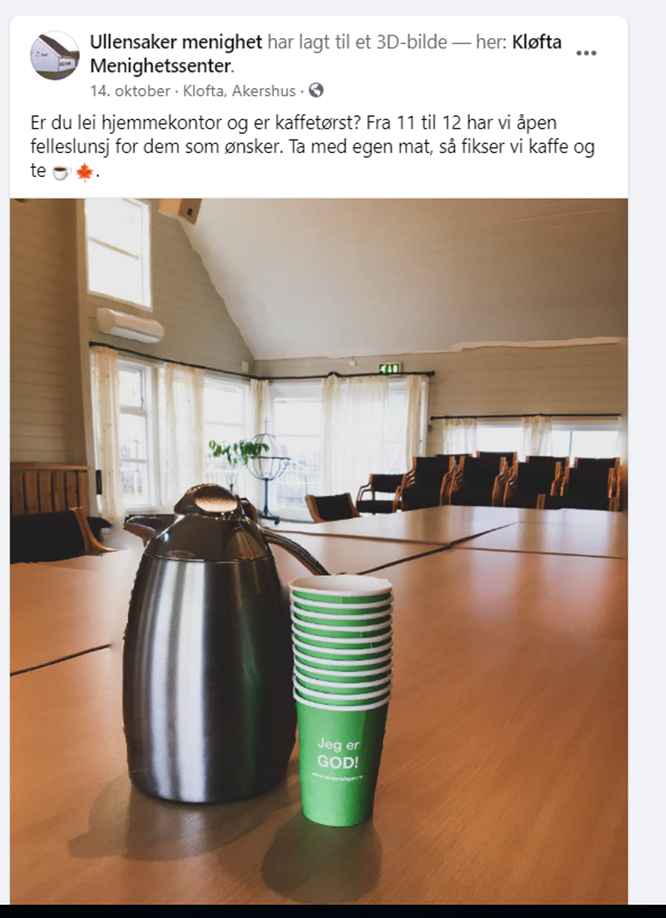 Ullensaker menighet har lagt til et 3D-bilde — her: Kløfta
Menighetssenter.
14. oktober · Klofta, Akershus ·
Er du lei hjemmekontor og er kaffetørst? Fra 11 til 12 har vi åpen
felleslunsj for dem som ønsker. Ta med egen mat, så fikser vi kaffe og
te ☕🍁.
Jeg er
GOD!